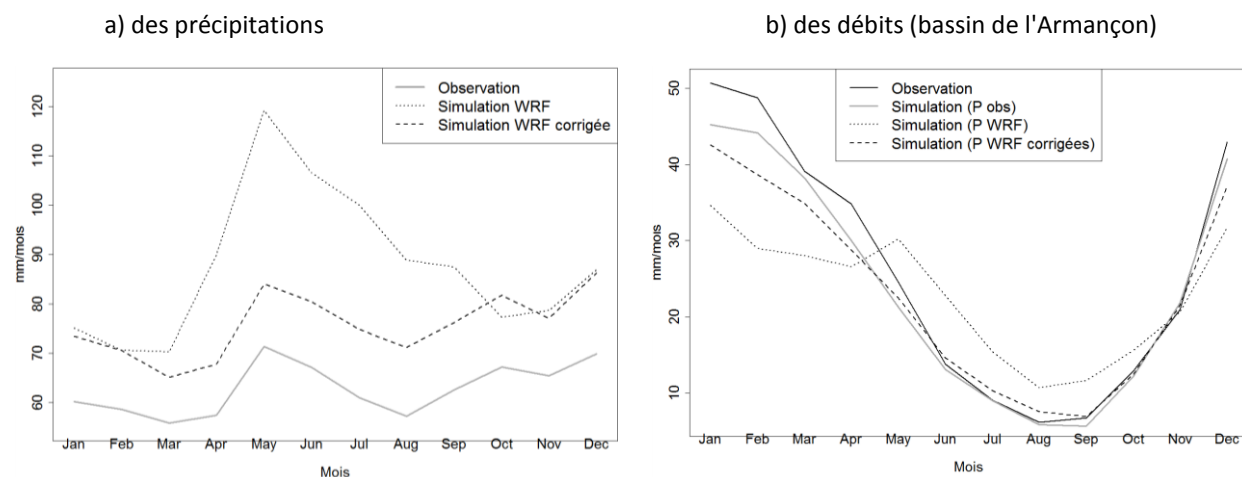 a) des précipitations
b) des débits (bassin de l'Armançon)
Observation
Simulation WRF
Simulation WRF corrigée
mm/mois
120
110
100
90
80
70
60
Jan Feb Mar Apr May Jun Jul Aug Sep Oct Nov Dec
Mois
Observation
Simulation (P obs)
Simulation (P WRF)
Simulation (P WRF corrigées)
mm/mois
50
40
30
20
10
Jan Feb Mar Apr May Jun Jul Aug Sep Oct Nov Dec
Mois